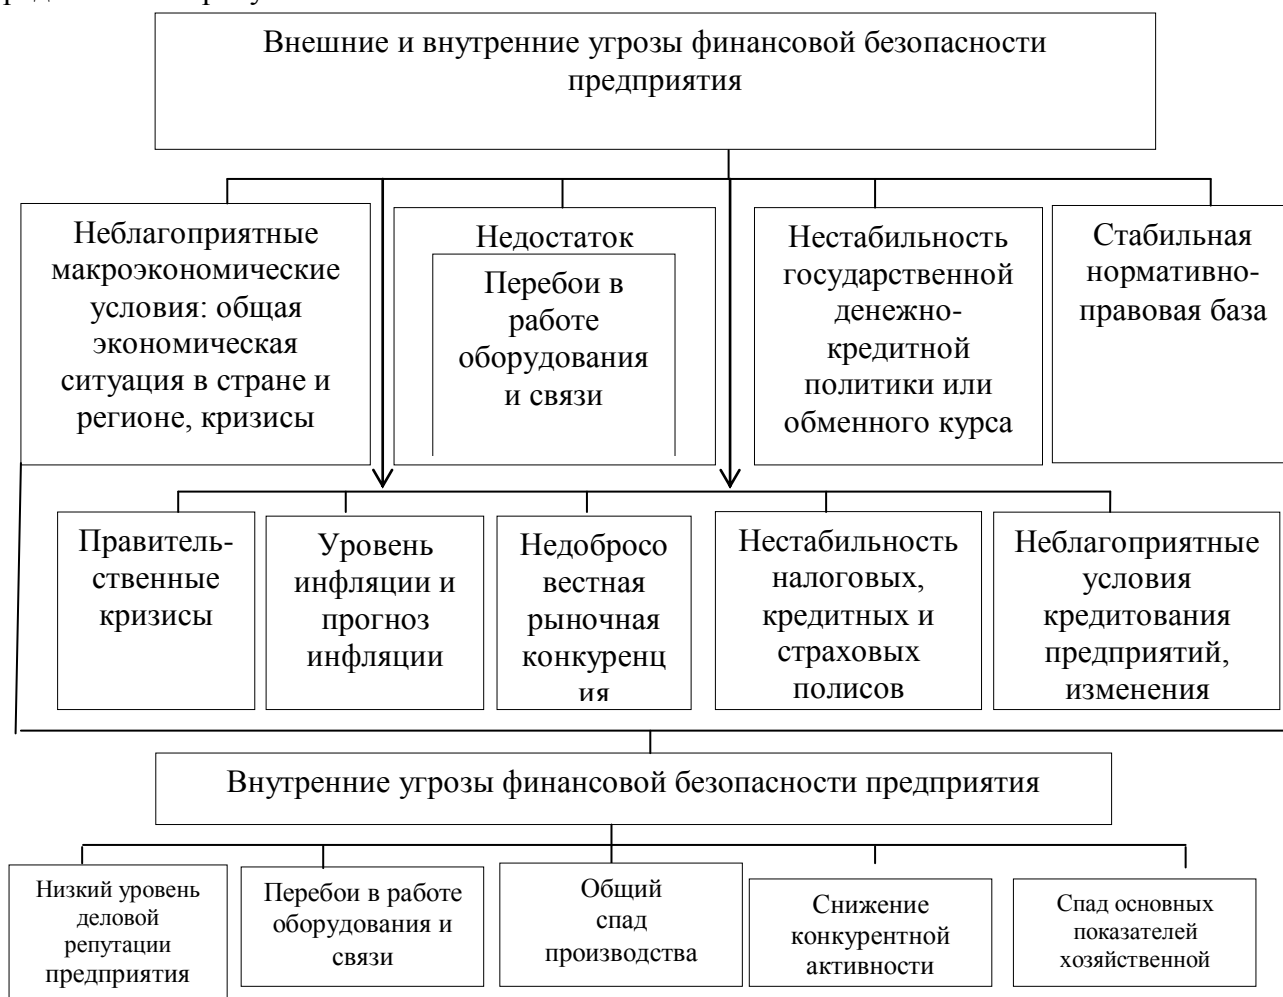 Внешние и внутренние угрозы финансовой безопасности
предприятия
Неблагоприятные
макроэкономические
условия: общая
экономическая
ситуация в стране и
регионе, кризисы
Недостаток
Перебои в
работе
оборудования
и связи
Нестабильность
государственной
денежно-
кредитной
политики или
обменного курса
Стабильная
нормативно-
правовая база
Правитель-
ственные
кризисы
Уровень
инфляции и
прогноз
инфляции
Недобросо
вестная
рыночная
конкуренц
ия
Нестабильность
налоговых,
кредитных и
страховых
полисов
Неблагоприятные
условия
кредитования
предприятий,
изменения
Внутренние угрозы финансовой безопасности предприятия
Низкий уровень
деловой
репутации
предприятия
Перебои в работе
оборудования и
связи
Общий
спад
производства
Снижение
конкурентной
активности
Спад основных
показателей
хозяйственной